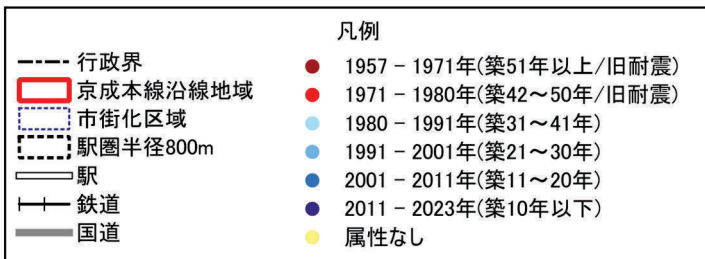 凡例
行政界
京成本線沿線地域
市街化区域
駅圏半径800m
駅
鉄道
国道
1957 - 1971年(築51年以上/旧耐震)
1971 - 1980年(築42～50年/旧耐震)
1980 - 1991年(築31～41年)
1991 - 2001年(築21～30年)
2001 - 2011年(築11～20年)
2011 - 2023年(築10年以下)
属性なし